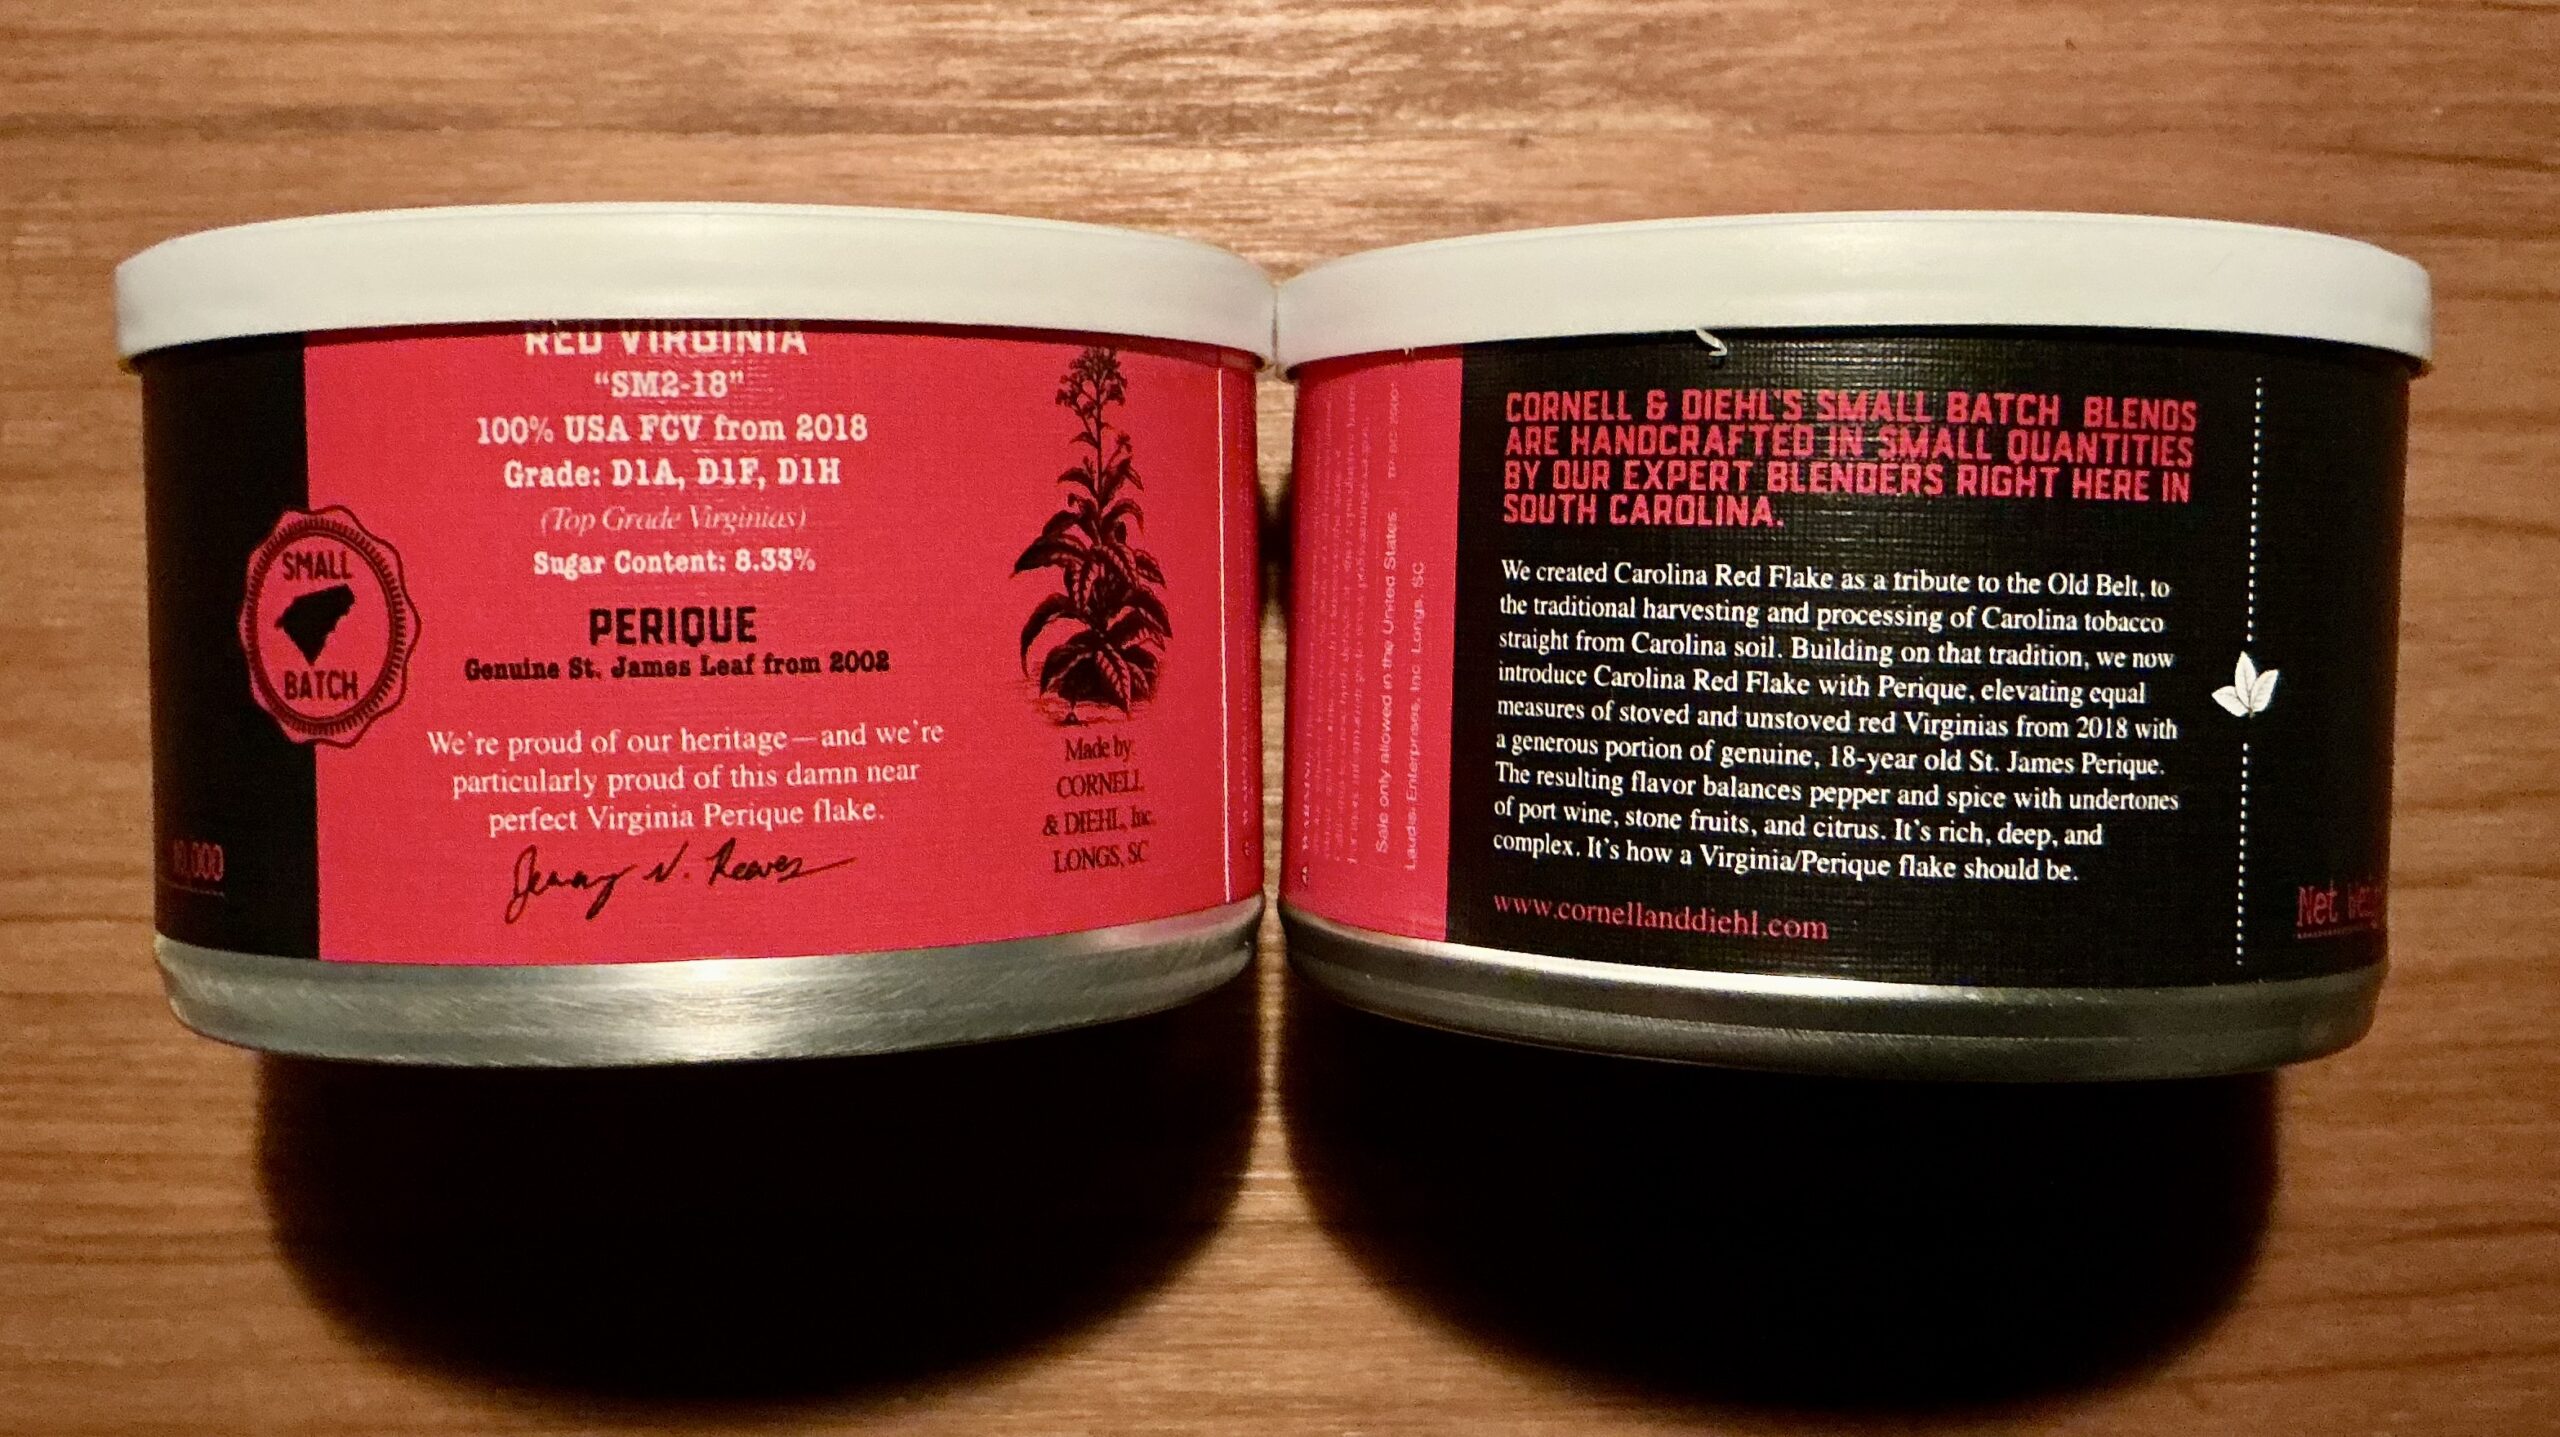 RED VIRGINIA
“SM2-18”
100% USA FCV from 2018
Grade: D1A, D1F, D1H
(Top Grade Virginias)
Sugar Content: 8.33%
PERIQUE
Genuine St. James Leaf from 2002
We’re proud of our heritage—and we’re
particularly proud of this damn near
perfect Virginia Perique flake.
Jeremy N. Reeves
SMALL
BATCH
10,000
Made by
CORNELL
& DIEHL, Inc.
LONGS, SC
Sale only allowed in the United States
Laudisi Enterprises, Inc. Longs, SC
CORNELL & DIEHL'S SMALL BATCH BLENDS
ARE HANDCRAFTED IN SMALL QUANTITIES
BY OUR EXPERT BLENDERS RIGHT HERE IN
SOUTH CAROLINA.
We created Carolina Red Flake as a tribute to the Old Belt, to
the traditional harvesting and processing of Carolina tobacco
straight from Carolina soil. Building on that tradition, we now
introduce Carolina Red Flake with Perique, elevating equal
measures of stoved and unstoved red Virginias from 2018 with
a generous portion of genuine, 18-year old St. James Perique.
The resulting flavor balances pepper and spice with undertones
of port wine, stone fruits, and citrus. It’s rich, deep, and
complex. It’s how a Virginia/Perique flake should be.
www.cornellanddiehl.com
Net